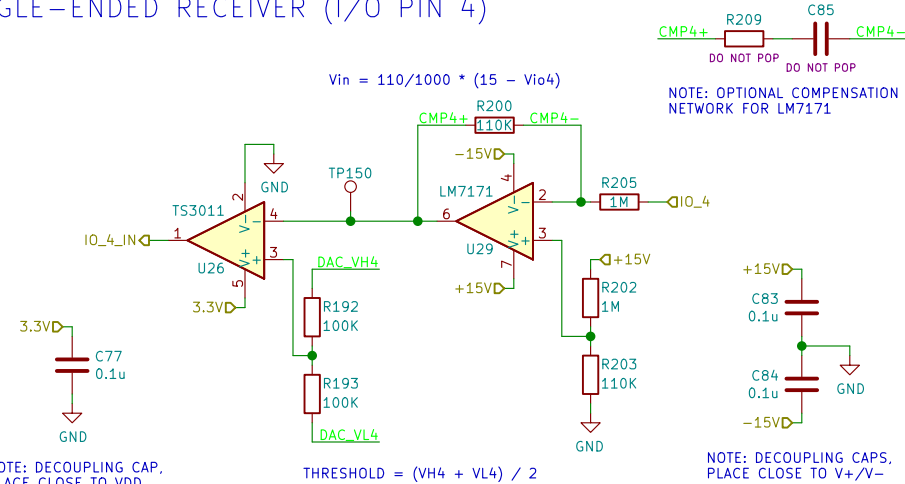 GLE-ENDED RECEIVER (I/O PIN 4)
R209
C85
CMP4+
CMP4-
DO NOT POP
DO NOT POP
NOTE: OPTIONAL COMPENSATION
NETWORK FOR LM7171
Vin = 110/1000 * (15 - Vio4)
R200
CMP4+
110K
CMP4-
-15V
4
GND
2
TP150
LM7171
V-
2
R205
1M
IO_4
TS3011
V-
4
6
IO_4_IN
1
U26
V+
3
5
3.3V
U29
V+
3
7
+15V
+15V
DAC_VH4
R192
100K
R202
1M
R193
100K
R203
110K
DAC_VL4
GND
3.3V
C77
0.1u
GND
+15V
C83
0.1u
C84
0.1u
GND
-15V
OTE: DECOUPLING CAP,
LACE CLOSE TO VDD
THRESHOLD = (VH4 + VL4) / 2
NOTE: DECOUPLING CAPS,
PLACE CLOSE TO V+/V-